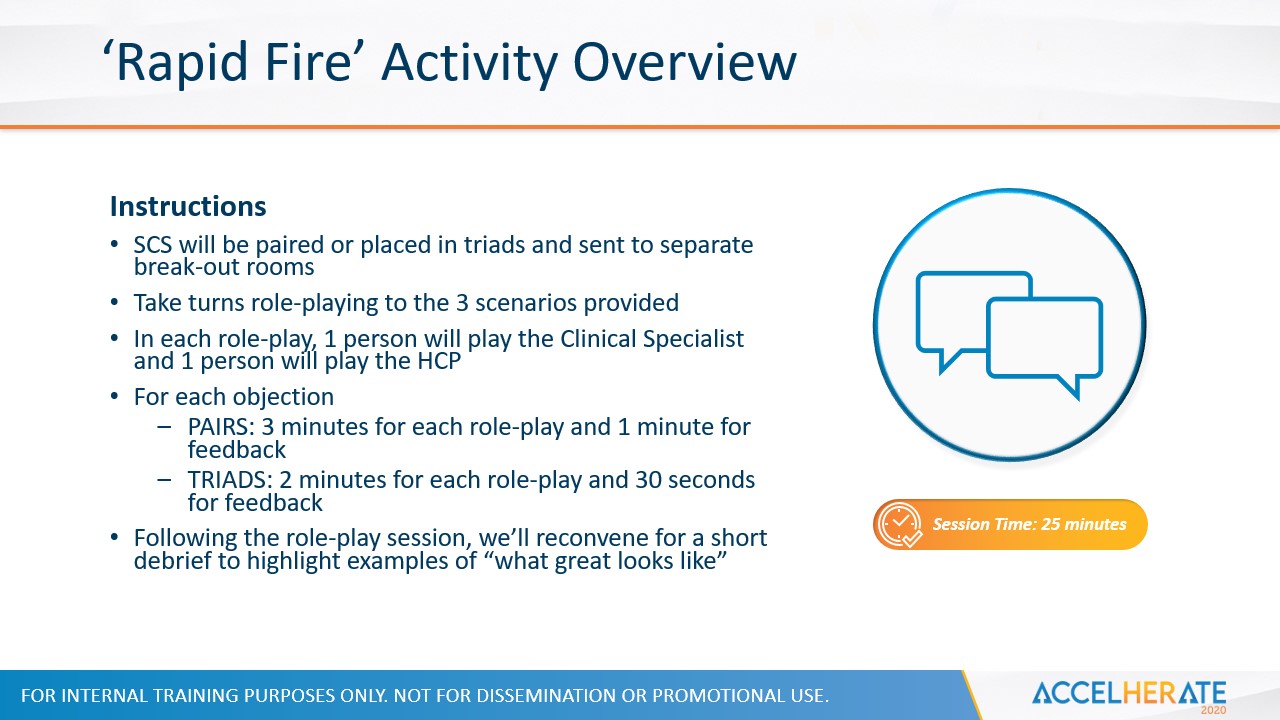 ‘Rapid Fire’ Activity Overview
Instructions
• SCS will be paired or placed in triads and sent to separate
break-out rooms
• Take turns role-playing to the 3 scenarios provided
• In each role-play, 1 person will play the Clinical Specialist
and 1 person will play the HCP
• For each objection
– PAIRS: 3 minutes for each role-play and 1 minute for
feedback
– TRIADS: 2 minutes for each role-play and 30 seconds
for feedback
• Following the role-play session, we’ll reconvene for a short
debrief to highlight examples of “what great looks like”
Session Time: 25 minutes
FOR INTERNAL TRAINING PURPOSES ONLY. NOT FOR DISSEMINATION OR PROMOTIONAL USE.
ACCELHERATE
2020